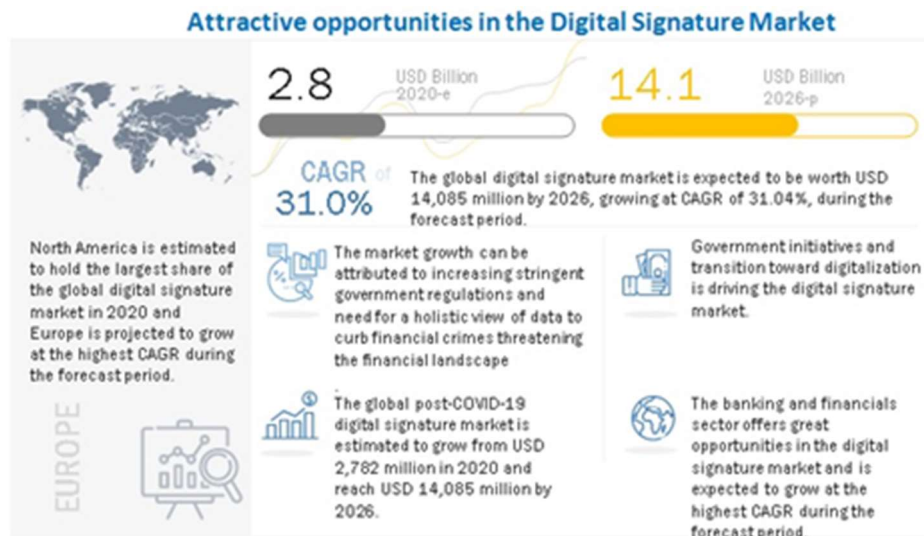 Attractive opportunities in the Digital Signature Market
2.8
USD Billion
2020-e
14.1
USD Billion
2026-p
CAGR of
31.0%
The global digital signature market is expected to be worth USD
14,085 million by 2026, growing at CAGR of 31.04%, during the
forecast period.
North America is estimated
to hold the largest share of
the global digital signature
market in 2020 and
Europe is projected to grow
at the highest CAGR during
the forecast period.
EUROPE
The market growth can be
attributed to increasing stringent
government regulations and
need for a holistic view of data to
curb financial crimes threatening
the financial landscape
Government initiatives and
transition toward digitalization
is driving the digital signature
market.
The global post-COVID-19
digital signature market is
estimated to grow from USD
2,782 million in 2020 and
reach USD 14,085 million by
2026.
The banking and financials
sector offers great
opportunities in the digital
signature market and is
expected to grow at the
highest CAGR during the
forecast period